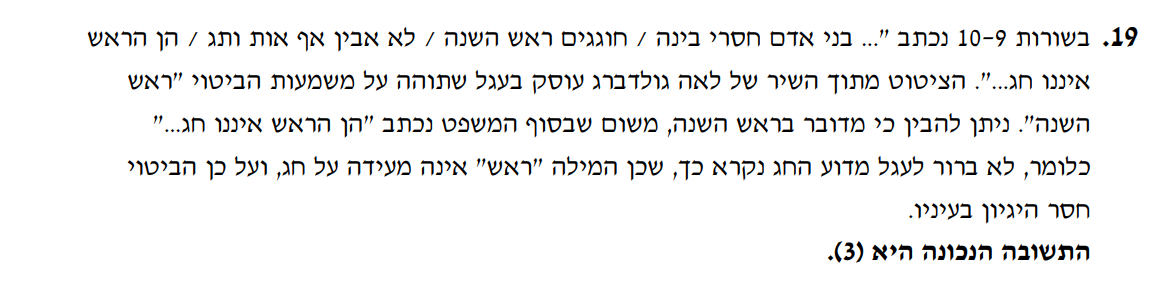 19. בשורות 9–10 נכתב "... בני אדם חסרי בינה / חוגגים ראש השנה / לא אבין אף אות ותג / הן הראש
איננו חג...". הציטוט מתוך השיר של לאה גולדברג עוסק בעגל שתוהה על משמעות הביטוי "ראש
השנה". ניתן להבין כי מדובר בראש השנה, משום שבסוף המשפט נכתב "הן הראש איננו חג..."
כלומר, לא ברור לעגל מדוע החג נקרא כך, שכן המילה "ראש" אינה מעידה על חג, ועל כן הביטוי
חסר היגיון בעיניו.
התשובה הנכונה היא (3).